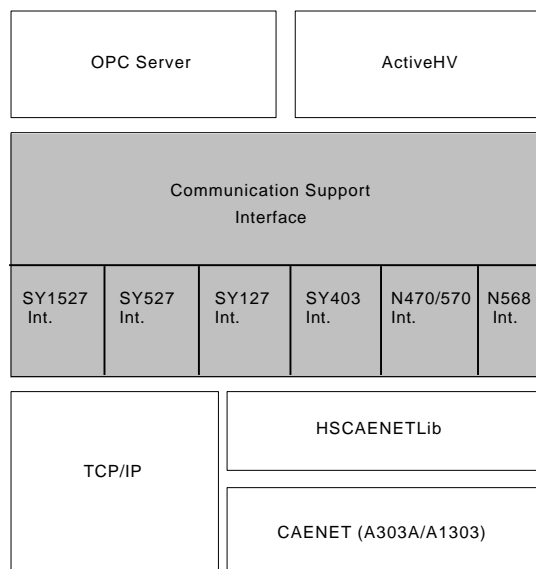 OPC Server
ActiveHV
Communication Support
Interface
SY1527
Int.
SY527
Int.
SY127
Int.
SY403
Int.
N470/570
Int.
N568
Int.
TCP/IP
HSCAENETLib
CAENET (A303A/A1303)